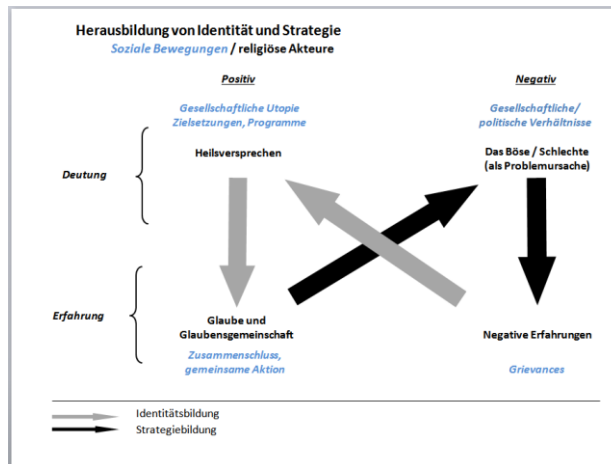 Herausbildung von Identität und Strategie
Soziale Bewegungen / religiöse Akteure
Positiv
Negativ
Gesellschaftliche Utopie
Zielsetzungen, Programme
Gesellschaftliche/
politische Verhältnisse
Heilsversprechen
Das Böse / Schlechte
(als Problemursache)
Deutung
Erfahrung
Glaube und
Glaubensgemeinschaft
Zusammenschluss,
gemeinsame Aktion
Negative Erfahrungen
Grievances
Identitätsbildung
Strategiebildung